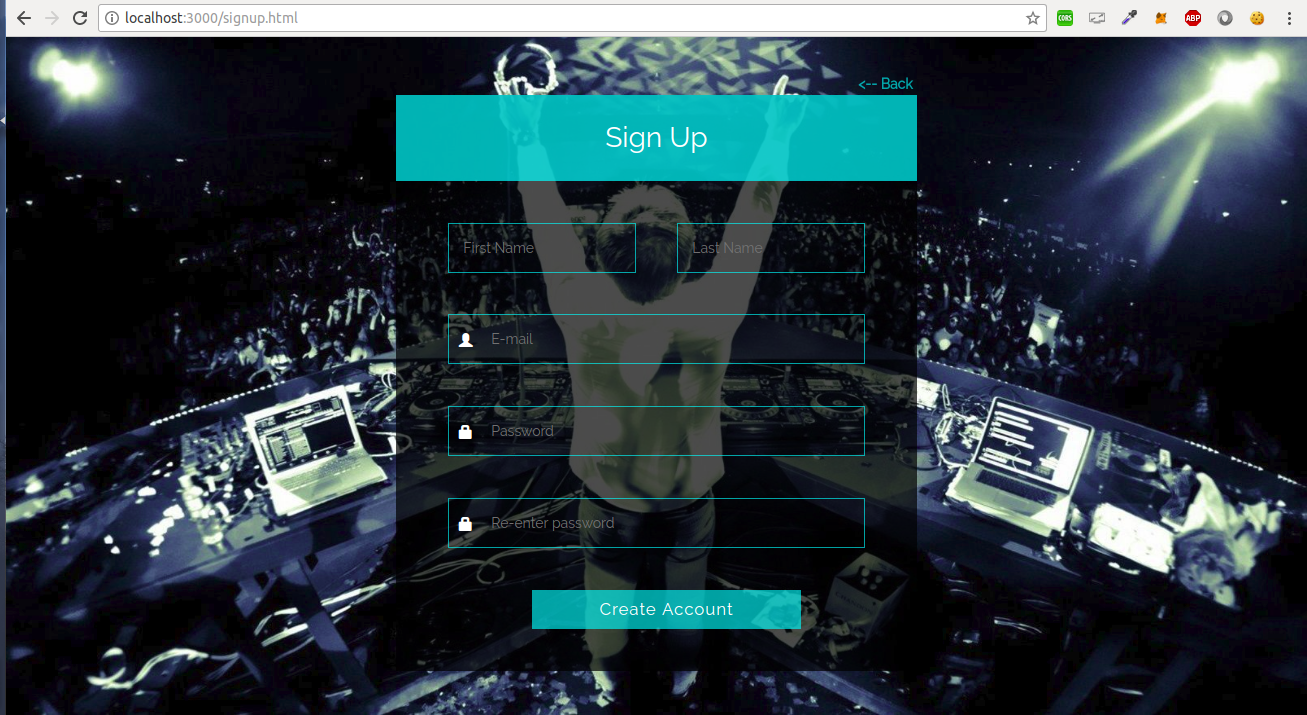 localhost:3000/signup.html
CORS
ABP
<-- Back
Sign Up
First Name
Last Name
E-mail
Password
Re-enter password
Create Account